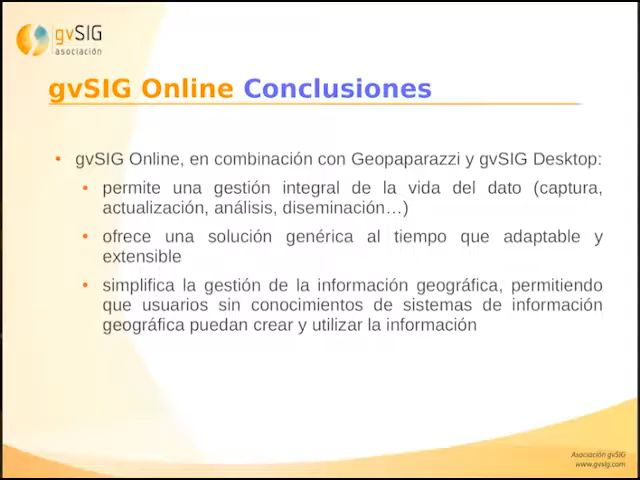 gvSIG
asociación
gvSIG Online Conclusiones
• gvSIG Online, en combinación con Geopaparazzi y gvSIG Desktop:
• permite una gestión integral de la vida del dato (captura,
actualización, análisis, diseminación…)
• ofrece una solución genérica al tiempo que adaptable y
extensible
• simplifica la gestión de la información geográfica, permitiendo
que usuarios sin conocimientos de sistemas de información
geográfica puedan crear y utilizar la información
Asociación gvSIG
www.gvsig.com